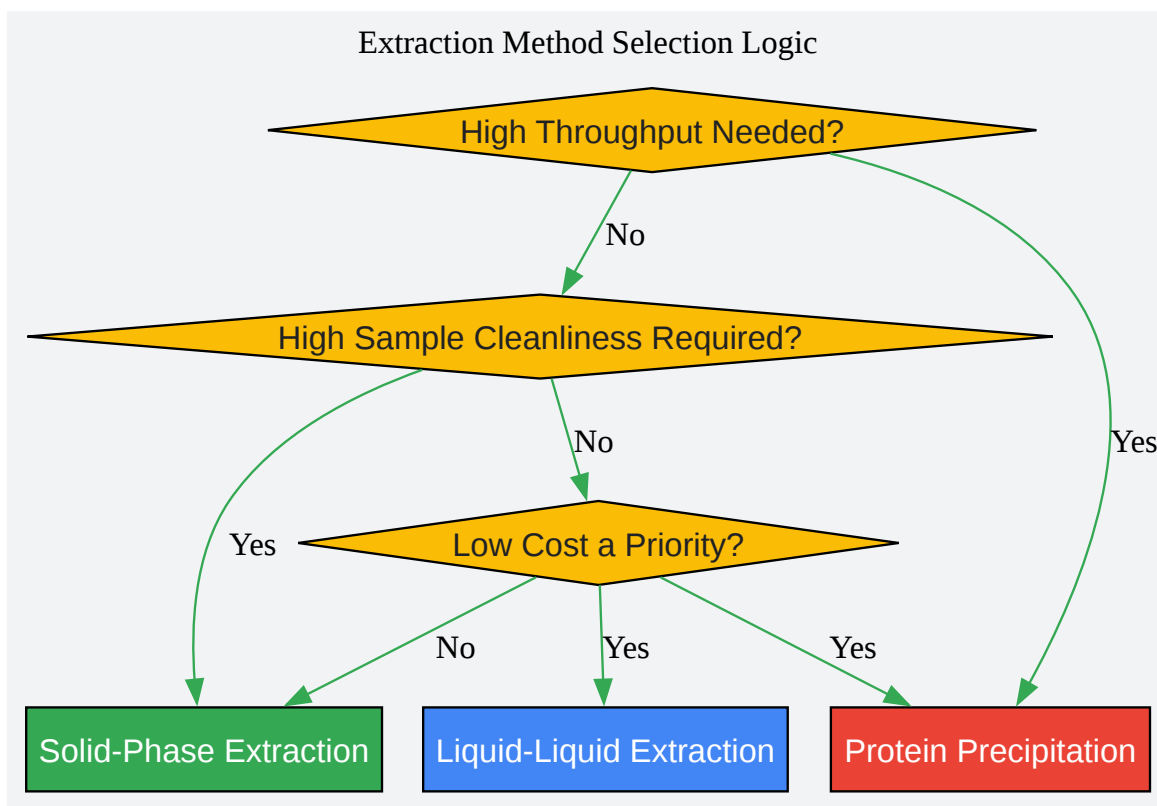 Extraction Method Selection Logic
High Throughput Needed?
No
High Sample Cleanliness Required?
No
Yes
Yes
Low Cost a Priority?
No
Yes
Yes
Solid-Phase Extraction
Liquid-Liquid Extraction
Protein Precipitation